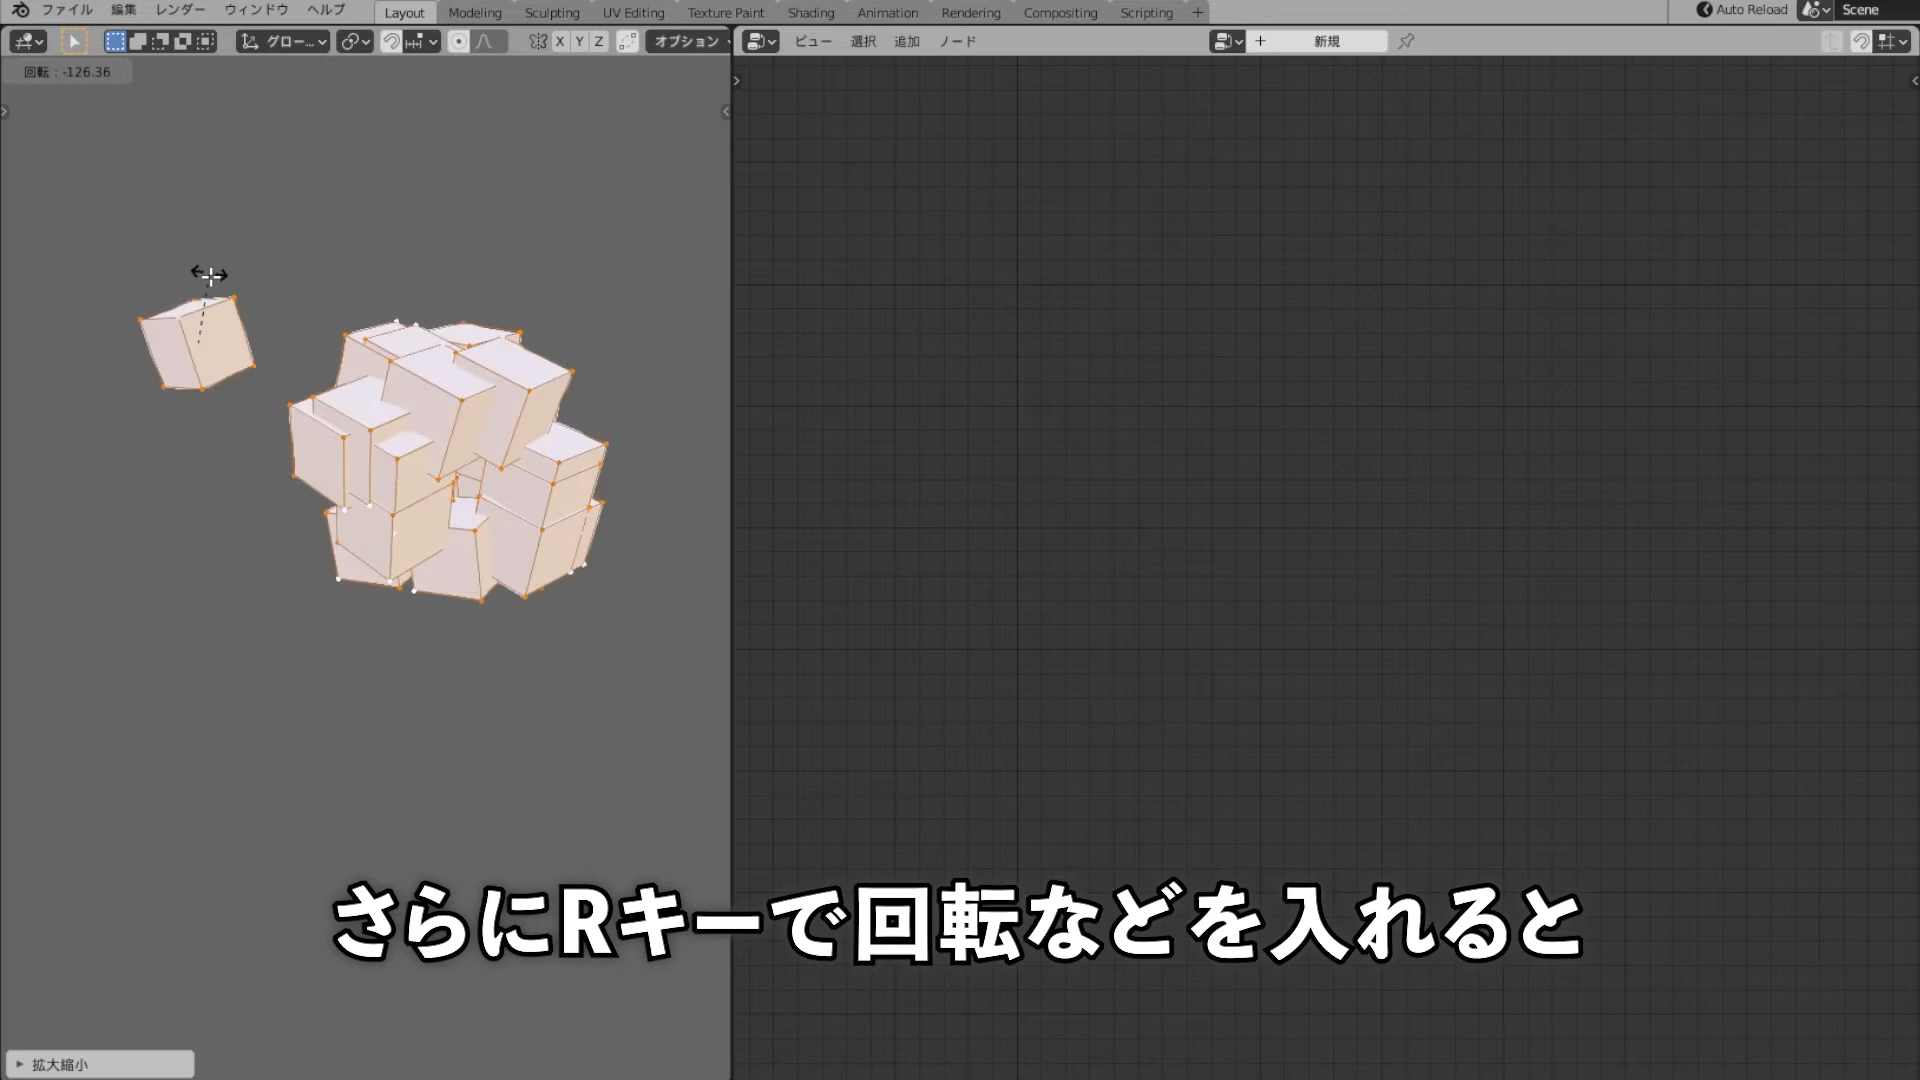 ファイル 編集 レンダー ウィンドウ ヘルプ Layout Modeling Sculpting UV Editing Texture Paint Shading Animation Rendering Compositing Scripting + Auto Reload Scene
グロー... X Y Z オプション ビュー 選択 追加 ノード + 新規
回転：-126.36
さらにRキーで回転などを入れると
拡大縮小